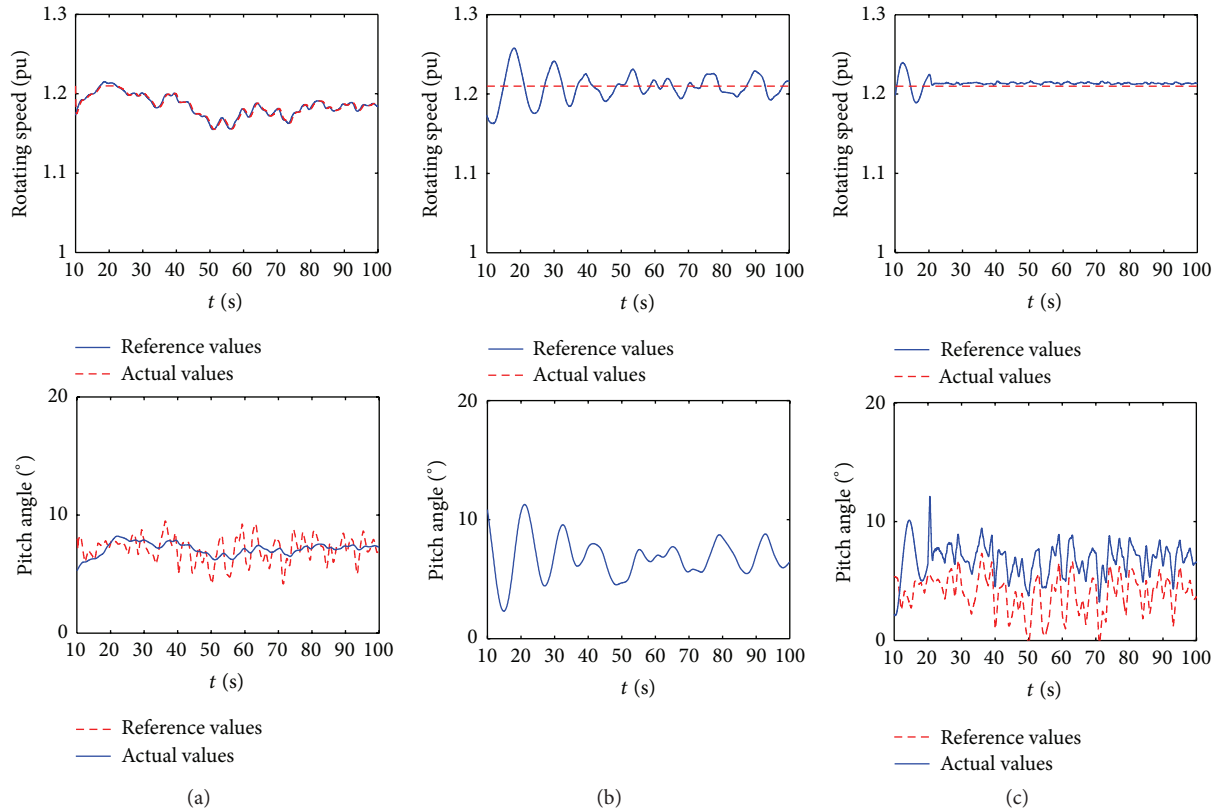 1.3
1.2
1.1
1
Rotating speed (pu)
10 20 30 40 50 60 70 80 90 100
t (s)
Reference values
Actual values
1.3
1.2
1.1
1
Rotating speed (pu)
10 20 30 40 50 60 70 80 90 100
t (s)
Reference values
Actual values
1.3
1.2
1.1
1
Rotating speed (pu)
10 20 30 40 50 60 70 80 90 100
t (s)
Reference values
Actual values
20
10
0
Pitch angle (°)
10 20 30 40 50 60 70 80 90 100
t (s)
Reference values
Actual values
(a)
20
10
0
Pitch angle (°)
10 20 30 40 50 60 70 80 90 100
t (s)
(b)
20
10
0
Pitch angle (°)
10 20 30 40 50 60 70 80 90 100
t (s)
Reference values
Actual values
(c)